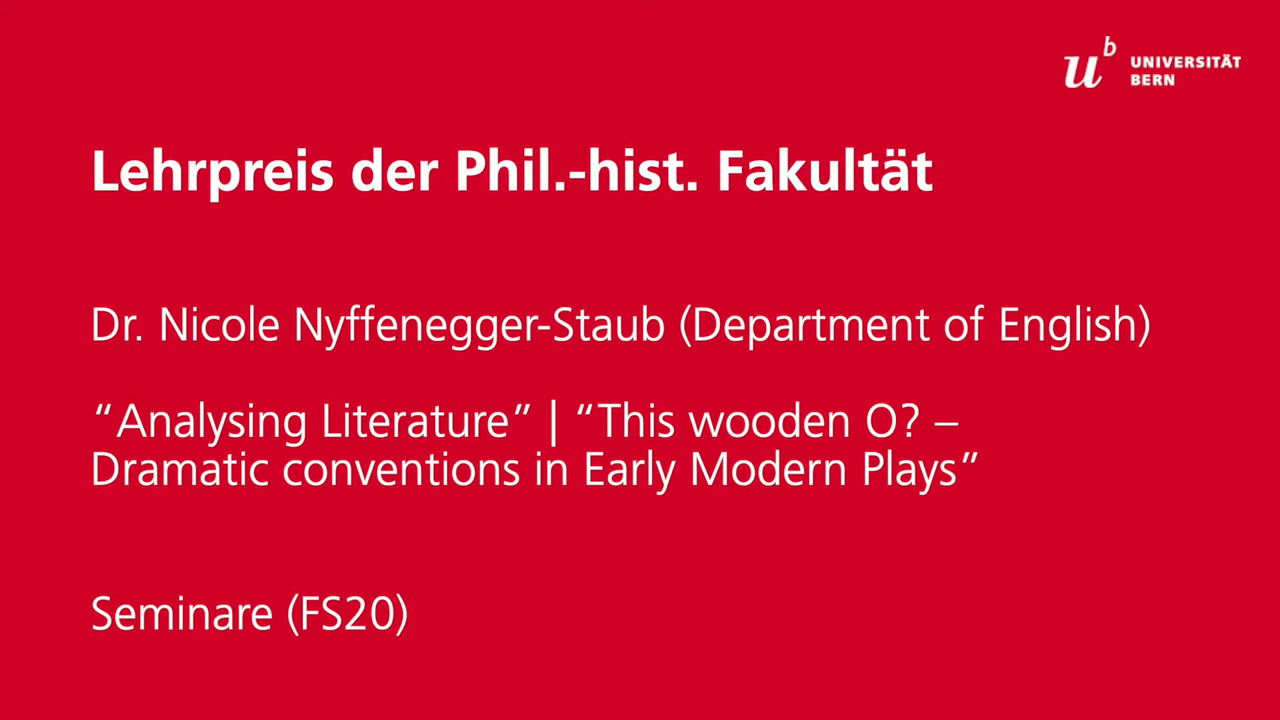 u^b UNIVERSITÄT
BERN
Lehrpreis der Phil.-hist. Fakultät
Dr. Nicole Nyffenegger-Staub (Department of English)
“Analysing Literature” | “This wooden O? –
Dramatic conventions in Early Modern Plays”
Seminare (FS20)